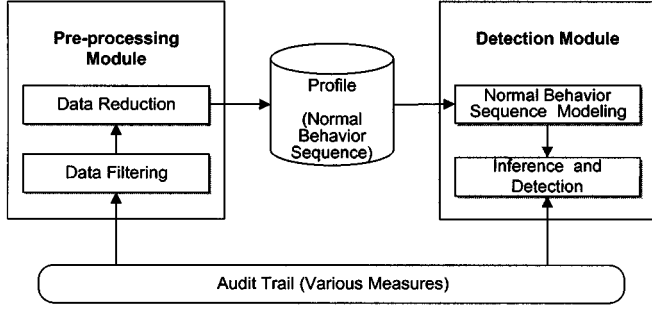 Pre-processing
Module
Data Reduction
Data Filtering
Profile
(Normal
Behavior
Sequence)
Detection Module
Normal Behavior
Sequence Modeling
Inference and
Detection
Audit Trail (Various Measures)